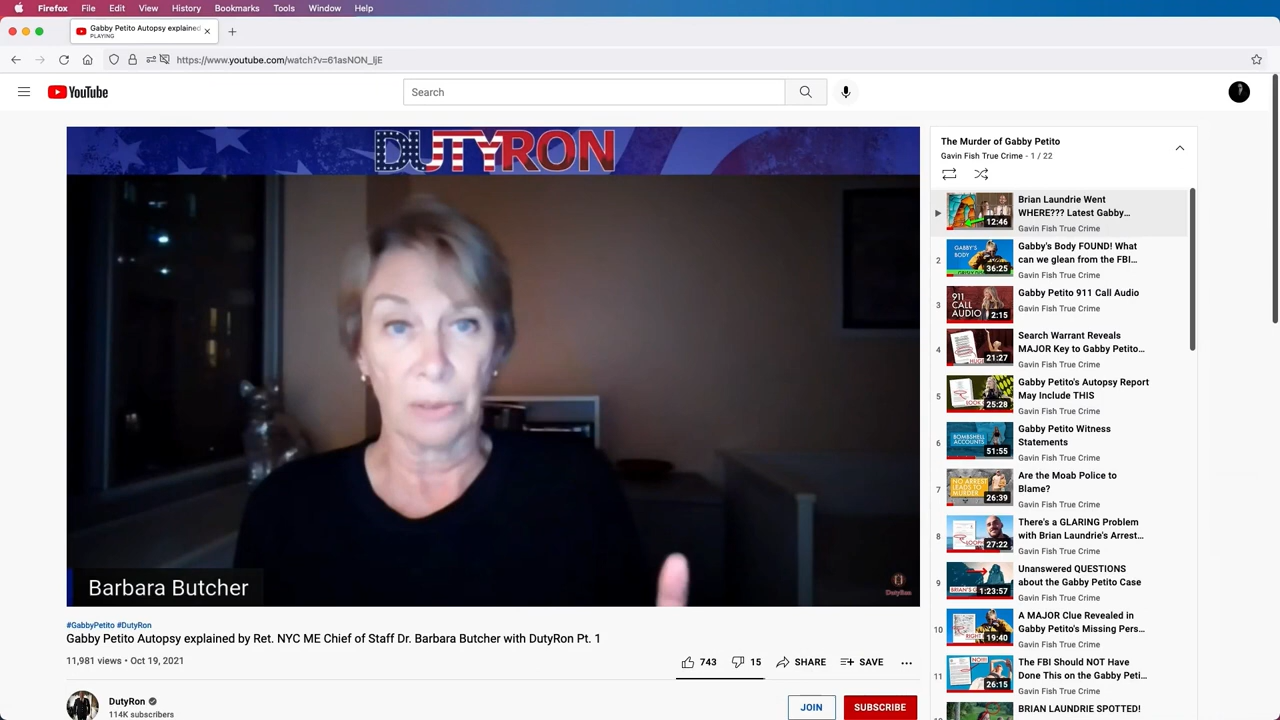 Firefox File Edit View History Bookmarks Tools Window Help
Gabby Petito Autopsy explained
PLAYING
https://www.youtube.com/watch?v=61asNON_ljE
YouTube
Search
DUTYRON
Barbara Butcher
DutyRon
#GabbyPetito #DutyRon
Gabby Petito Autopsy explained by Ret. NYC ME Chief of Staff Dr. Barbara Butcher with DutyRon Pt. 1
11,981 views • Oct 19, 2021
743
15
SHARE
SAVE
DutyRon
114K subscribers
JOIN
SUBSCRIBE
The Murder of Gabby Petito
Gavin Fish True Crime - 1 / 22
12:46
Brian Laundrie Went
WHERE??? Latest Gabby…
Gavin Fish True Crime
2
GABBY'S
BODY
36:25
Gabby's Body FOUND! What
can we glean from the FBI…
Gavin Fish True Crime
3
911
CALL
AUDIO
2:15
Gabby Petito 911 Call Audio
Gavin Fish True Crime
4
21:27
Search Warrant Reveals
MAJOR Key to Gabby Petito…
Gavin Fish True Crime
5
25:28
Gabby Petito's Autopsy Report
May Include THIS
Gavin Fish True Crime
6
BOMBSHELL
ACCOUNTS
51:55
Gabby Petito Witness
Statements
Gavin Fish True Crime
7
NO ARREST
LEADS TO
MURDER
26:39
Are the Moab Police to
Blame?
Gavin Fish True Crime
8
27:22
There's a GLARING Problem
with Brian Laundrie's Arrest…
Gavin Fish True Crime
9
1:23:57
Unanswered QUESTIONS
about the Gabby Petito Case
Gavin Fish True Crime
10
19:40
A MAJOR Clue Revealed in
Gabby Petito's Missing Pers…
Gavin Fish True Crime
11
26:15
The FBI Should NOT Have
Done This on the Gabby Peti…
Gavin Fish True Crime
BRIAN LAUNDRIE SPOTTED!